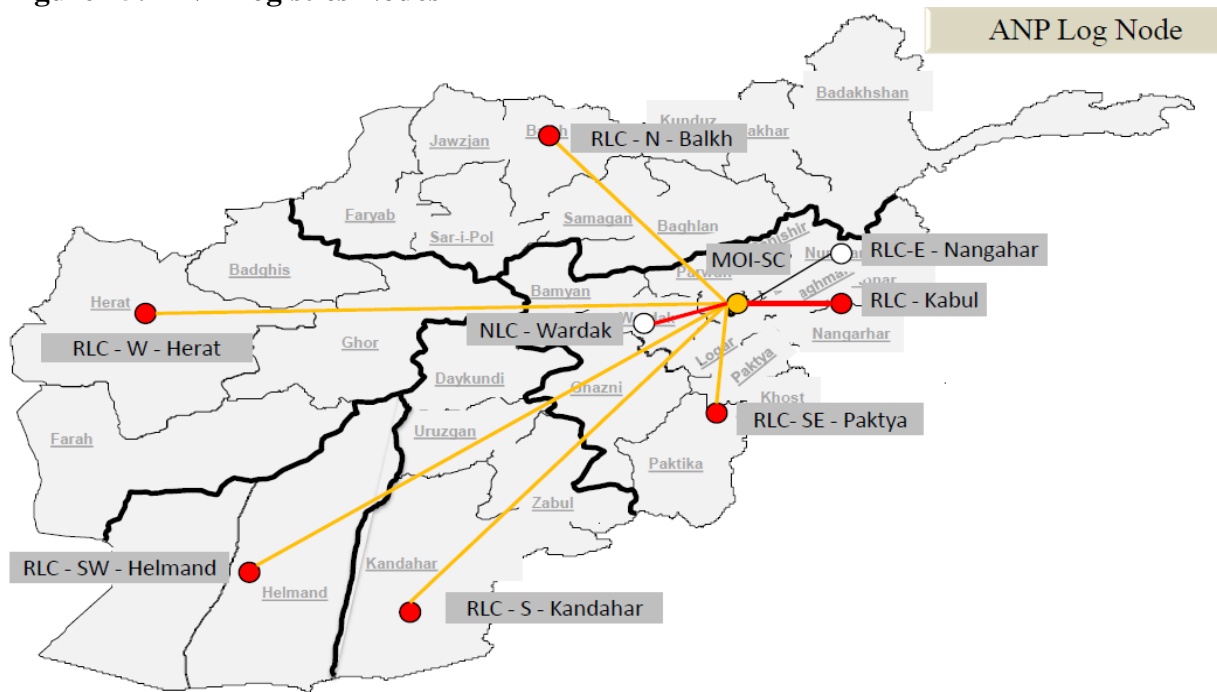 ANP Log Node
Badakhshan
Kunduz
Jawzjan
RLC - N - Balkh
Faryab
Samagan
Baghlan
Sar-i-Pol
MOI-SC
RLC-E - Nangahar
Badghis
Bamyan
Herat
RLC - Kabul
NLC - Wardak
Nangarhar
RLC - W - Herat
Ghor
Logar
Paktya
Daykundi
Ghazni
Khost
RLC- SE - Paktya
Farah
Uruzgan
Paktika
Zabul
RLC - SW - Helmand
Kandahar
Helmand
RLC - S - Kandahar